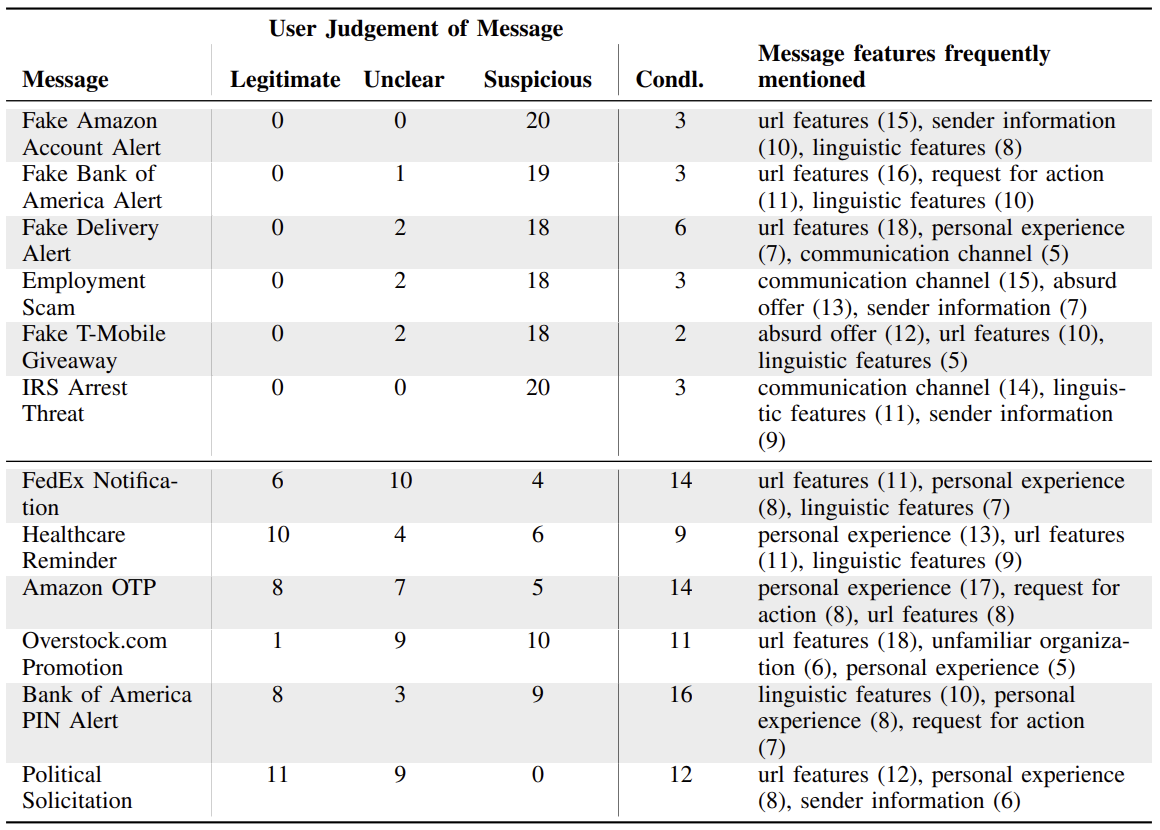 User Judgement of Message
Message Legitimate Unclear Suspicious Condl. Message features frequently
mentioned
Fake Amazon 0 0 20 3 url features (15), sender information
Account Alert (10), linguistic features (8)
Fake Bank of 0 1 19 3 url features (16), request for action
America Alert (11), linguistic features (10)
Fake Delivery 0 2 18 6 url features (18), personal experience
Alert (7), communication channel (5)
Employment 0 2 18 3 communication channel (15), absurd
Scam offer (13), sender information (7)
Fake T-Mobile 0 2 18 2 absurd offer (12), url features (10),
Giveaway linguistic features (5)
IRS Arrest 0 0 20 3 communication channel (14), linguis-
Threat tic features (11), sender information
(9)
FedEx Notifica- 6 10 4 14 url features (11), personal experience
tion (8), linguistic features (7)
Healthcare 10 4 6 9 personal experience (13), url features
Reminder (11), linguistic features (9)
Amazon OTP 8 7 5 14 personal experience (17), request for
action (8), url features (8)
Overstock.com 1 9 10 11 url features (18), unfamiliar organiza-
Promotion tion (6), personal experience (5)
Bank of America 8 3 9 16 linguistic features (10), personal
PIN Alert experience (8), request for action
(7)
Political 11 9 0 12 url features (12), personal experience
Solicitation (8), sender information (6)